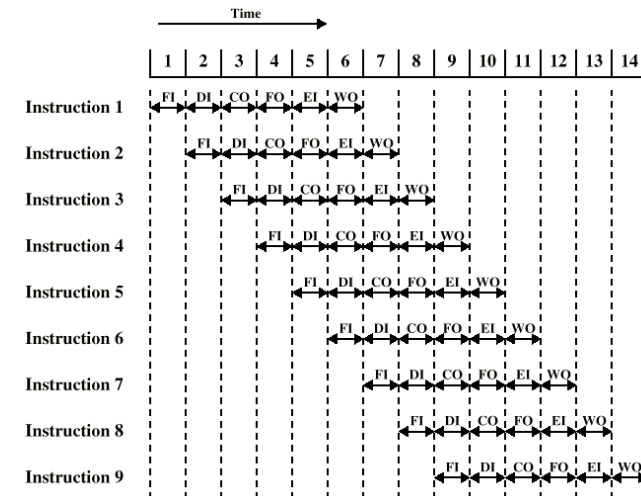 Time
1 2 3 4 5 6 7 8 9 10 11 12 13 14
Instruction 1 FI DI CO FO EI WO
Instruction 2 FI DI CO FO EI WO
Instruction 3 FI DI CO FO EI WO
Instruction 4 FI DI CO FO EI WO
Instruction 5 FI DI CO FO EI WO
Instruction 6 FI DI CO FO EI WO
Instruction 7 FI DI CO FO EI WO
Instruction 8 FI DI CO FO EI WO
Instruction 9 FI DI CO FO EI WO